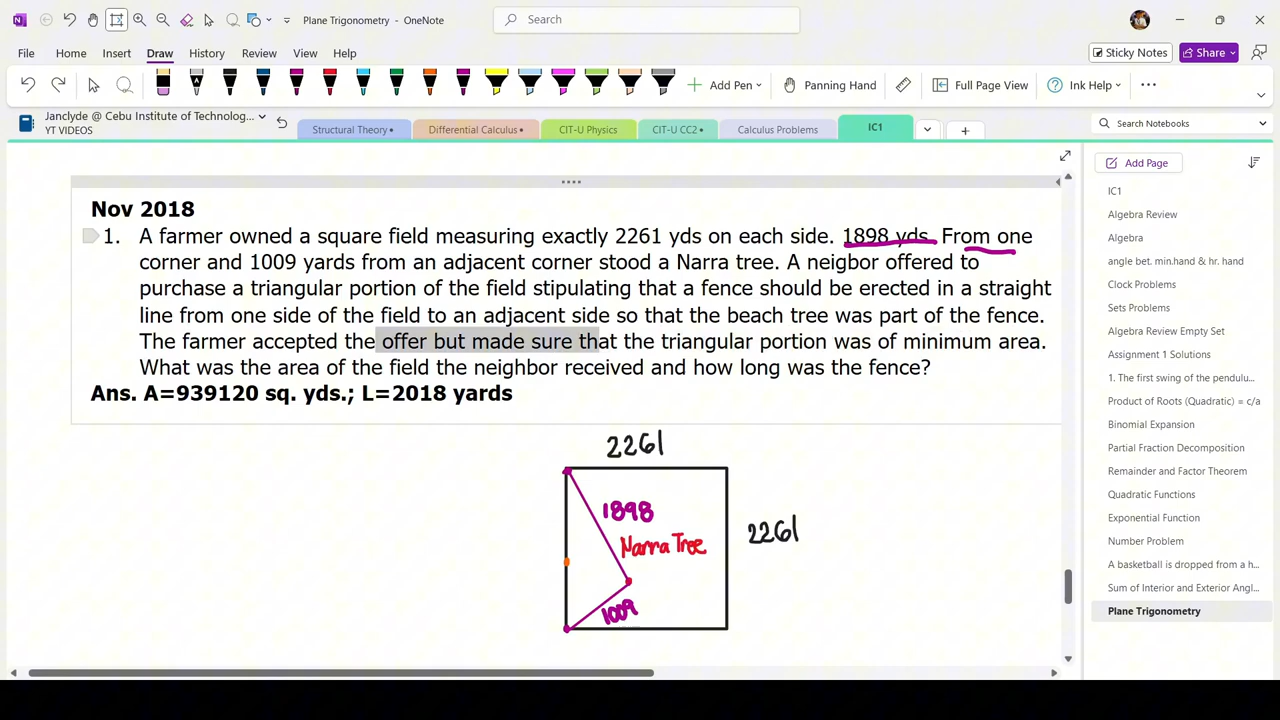 Plane Trigonometry - OneNote
Search
File Home Insert Draw History Review View Help
Sticky Notes
Share
Add Pen
Panning Hand
Full Page View
Ink Help
Janclyde @ Cebu Institute of Technolog...
YT VIDEOS
Structural Theory
Differential Calculus
CIT-U Physics
CIT-U CC2
Calculus Problems
IC1
Search Notebooks
Add Page
Nov 2018
1. A farmer owned a square field measuring exactly 2261 yds on each side. 1898 yds. From one
corner and 1009 yards from an adjacent corner stood a Narra tree. A neigbor offered to
purchase a triangular portion of the field stipulating that a fence should be erected in a straight
line from one side of the field to an adjacent side so that the beach tree was part of the fence.
The farmer accepted the offer but made sure that the triangular portion was of minimum area.
What was the area of the field the neighbor received and how long was the fence?
Ans. A=939120 sq. yds.; L=2018 yards
2261
1898
Narra Tree
2261
1009
IC1
Algebra Review
Algebra
angle bet. min.hand & hr. hand
Clock Problems
Sets Problems
Algebra Review Empty Set
Assignment 1 Solutions
1. The first swing of the pendulu...
Product of Roots (Quadratic) = c/a
Binomial Expansion
Partial Fraction Decomposition
Remainder and Factor Theorem
Quadratic Functions
Exponential Function
Number Problem
A basketball is dropped from a h...
Sum of Interior and Exterior Angl...
Plane Trigonometry